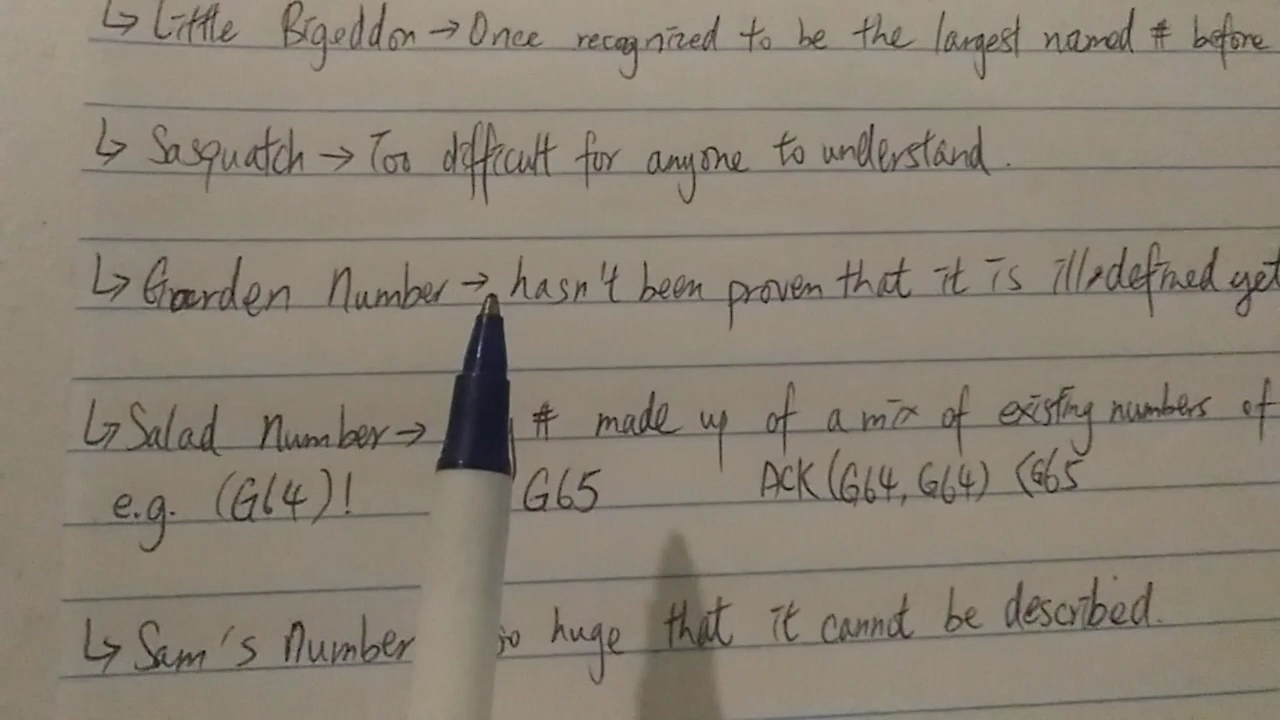 ↳ Little Bigeddon → Once recognized to be the largest named # before
↳ Sasquatch → Too difficult for anyone to understand.
↳ Garden Number → hasn't been proven that it is ill-defined yet
↳ Salad Number → # made up of a mix of existing numbers of
e.g. (G64)! G65 ACK(G64, G64) < G65
↳ Sam's Number so huge that it cannot be described.